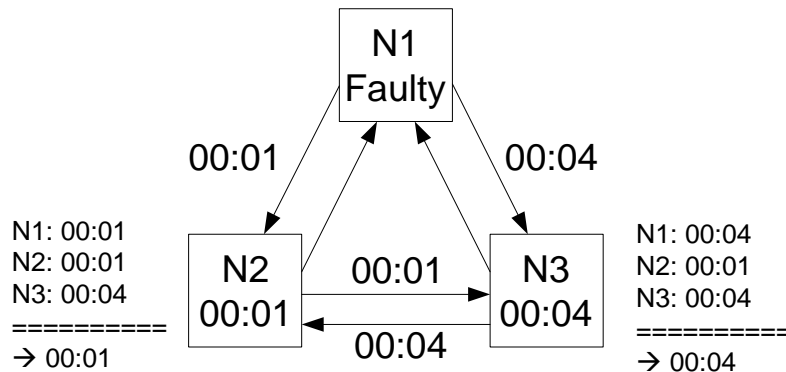 N1
Faulty
00:01
00:04
N1: 00:01
N2: 00:01
N3: 00:04
==========
→ 00:01
N2
00:01
00:01
00:04
N3
00:04
N1: 00:04
N2: 00:01
N3: 00:04
==========
→ 00:04